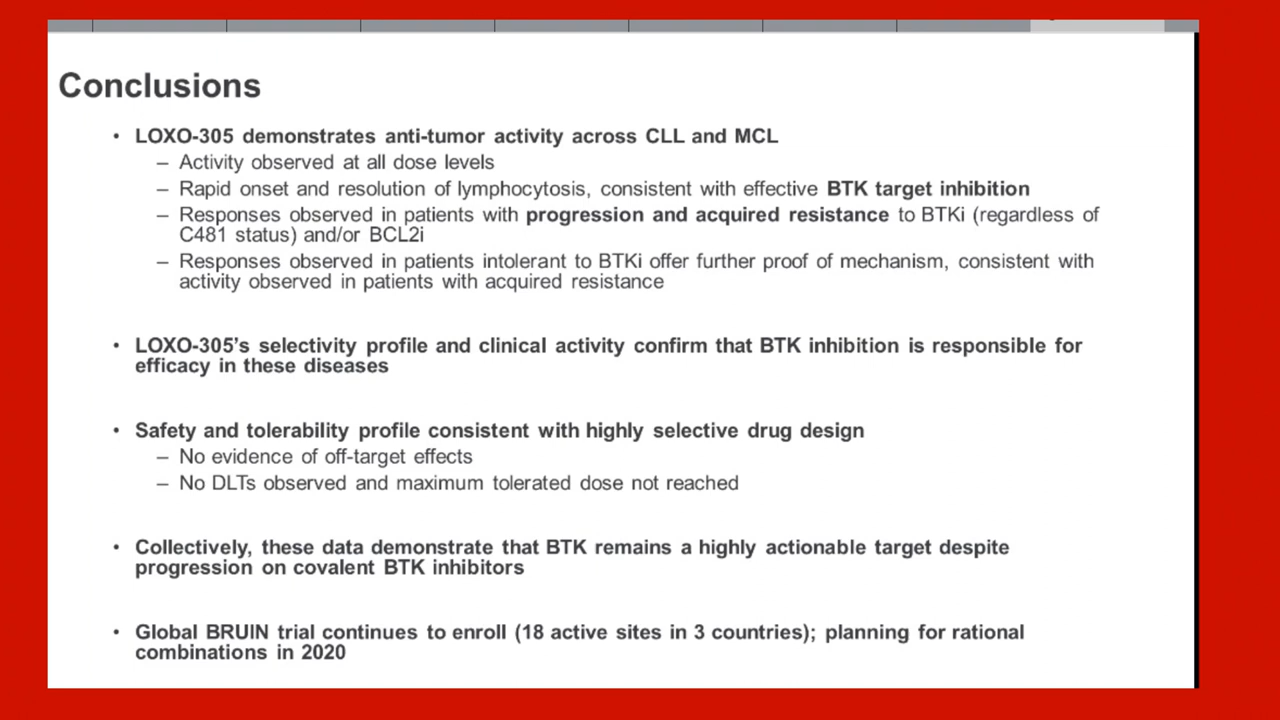 Conclusions
• LOXO-305 demonstrates anti-tumor activity across CLL and MCL
– Activity observed at all dose levels
– Rapid onset and resolution of lymphocytosis, consistent with effective BTK target inhibition
– Responses observed in patients with progression and acquired resistance to BTKi (regardless of
C481 status) and/or BCL2i
– Responses observed in patients intolerant to BTKi offer further proof of mechanism, consistent with
activity observed in patients with acquired resistance
• LOXO-305’s selectivity profile and clinical activity confirm that BTK inhibition is responsible for
efficacy in these diseases
• Safety and tolerability profile consistent with highly selective drug design
– No evidence of off-target effects
– No DLTs observed and maximum tolerated dose not reached
• Collectively, these data demonstrate that BTK remains a highly actionable target despite
progression on covalent BTK inhibitors
• Global BRUIN trial continues to enroll (18 active sites in 3 countries); planning for rational
combinations in 2020